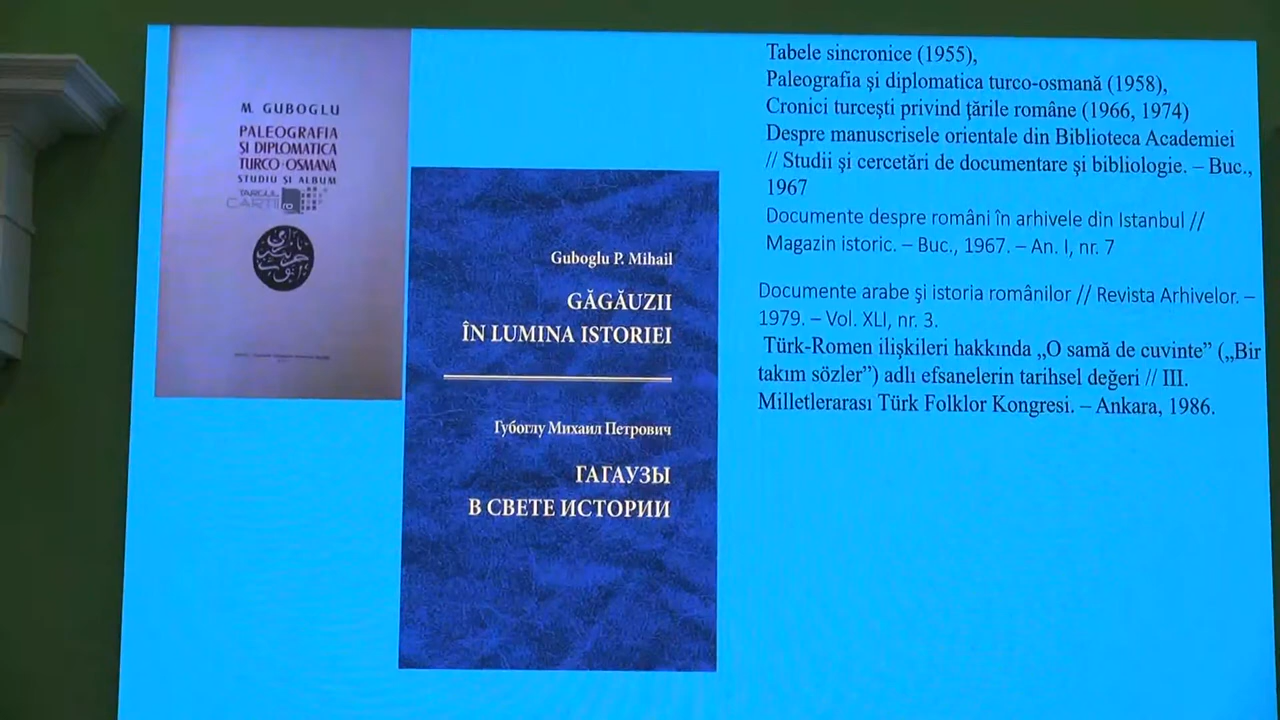 M. GUBOGLU
PALEOGRAFIA
ȘI DIPLOMATICA
TURCO-OSMANĂ
STUDIU ȘI ALBUM
TARGUL
CARTII
ro
Guboglu P. Mihail
GĂGĂUZII
ÎN LUMINA ISTORIEI
Губоглу Михаил Петрович
ГАГАУЗЫ
В СВЕТЕ ИСТОРИИ
Tabele sincronice (1955),
Paleografia şi diplomatica turco-osmană (1958),
Cronici turceşti privind ţările române (1966, 1974)
Despre manuscrisele orientale din Biblioteca Academiei
// Studii şi cercetări de documentare şi bibliologie. – Buc.,
1967
Documente despre români în arhivele din Istanbul //
Magazin istoric. – Buc., 1967. – An. I, nr. 7
Documente arabe şi istoria românilor // Revista Arhivelor. –
1979. – Vol. XLI, nr. 3.
Türk-Romen ilişkileri hakkında „O samă de cuvinte” („Bir
takım sözler”) adlı efsanelerin tarihsel değeri // III.
Milletlerarası Türk Folklor Kongresi. – Ankara, 1986.